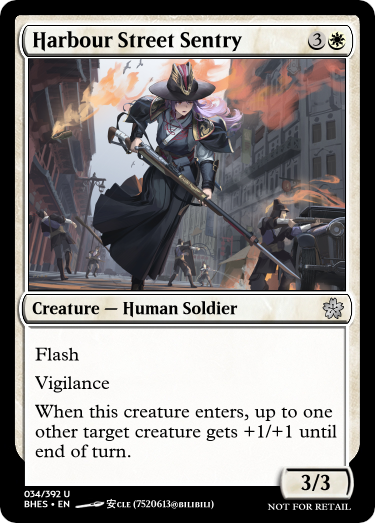 Harbour Street Sentry 3
Creature — Human Soldier
Flash
Vigilance
When this creature enters, up to one
other target creature gets +1/+1 until
end of turn.
3/3
034/392 U
BHES • EN 安CLE (7520613@BILIBILI)
NOT FOR RETAIL